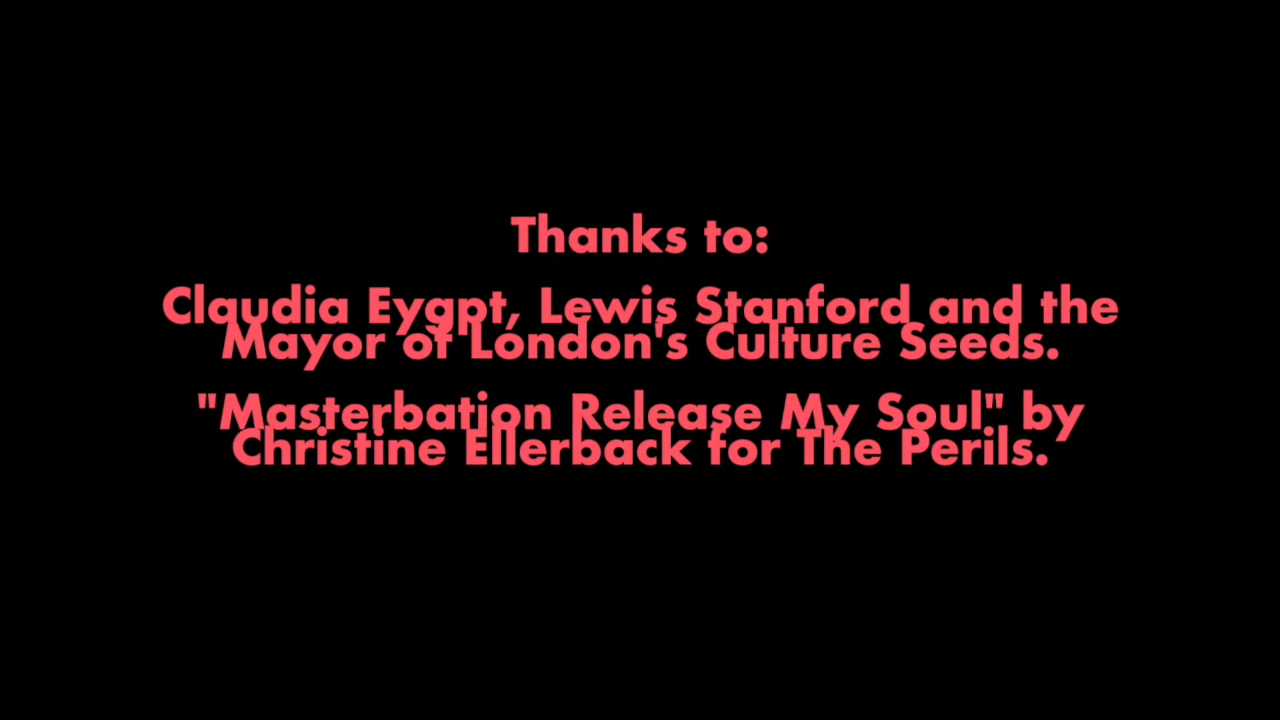 Thanks to:
Claudia Eygpt, Lewis Stanford and the
Mayor of London's Culture Seeds.
"Masterbation Release My Soul" by
Christine Ellerback for The Perils.